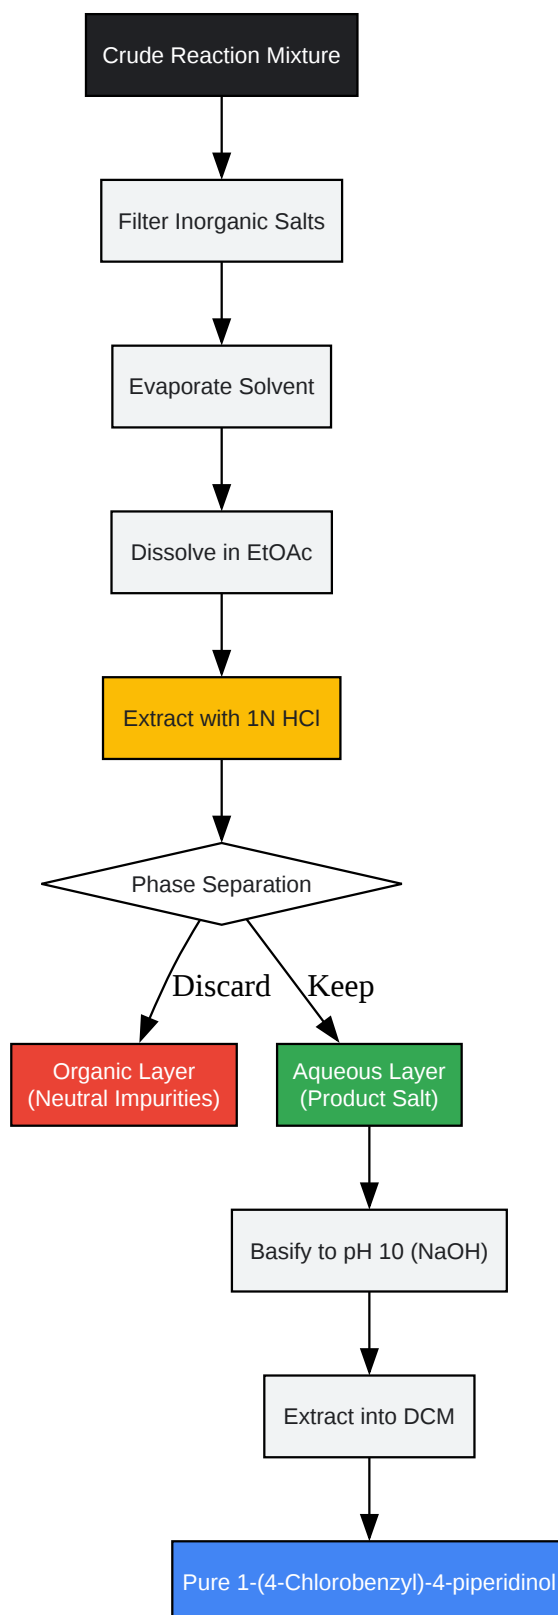 Crude Reaction Mixture
Filter Inorganic Salts
Evaporate Solvent
Dissolve in EtOAc
Extract with 1N HCl
Phase Separation
Discard
Keep
Organic Layer
(Neutral Impurities)
Aqueous Layer
(Product Salt)
Basify to pH 10 (NaOH)
Extract into DCM
Pure 1-(4-Chlorobenzyl)-4-piperidinol